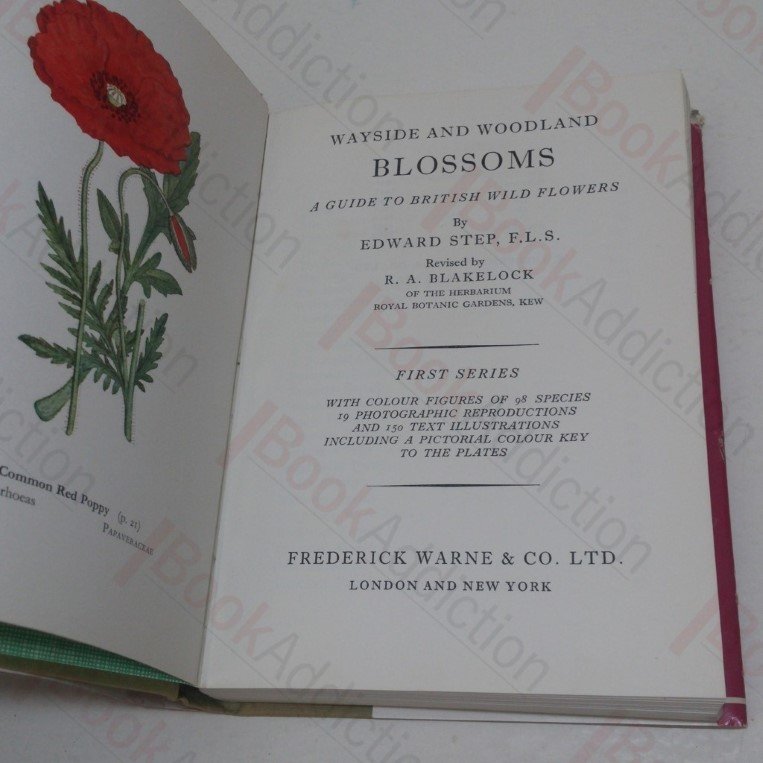 Common Red Poppy (p. 21)
rhoeas
PAPAVERACEAE
WAYSIDE AND WOODLAND
BLOSSOMS
A GUIDE TO BRITISH WILD FLOWERS
By
EDWARD STEP, F.L.S.
Revised by
R. A. BLAKELOCK
OF THE HERBARIUM
ROYAL BOTANIC GARDENS, KEW
FIRST SERIES
WITH COLOUR FIGURES OF 98 SPECIES
19 PHOTOGRAPHIC REPRODUCTIONS
AND 150 TEXT ILLUSTRATIONS
INCLUDING A PICTORIAL COLOUR KEY
TO THE PLATES
FREDERICK WARNE & CO. LTD.
LONDON AND NEW YORK
BookAddiction